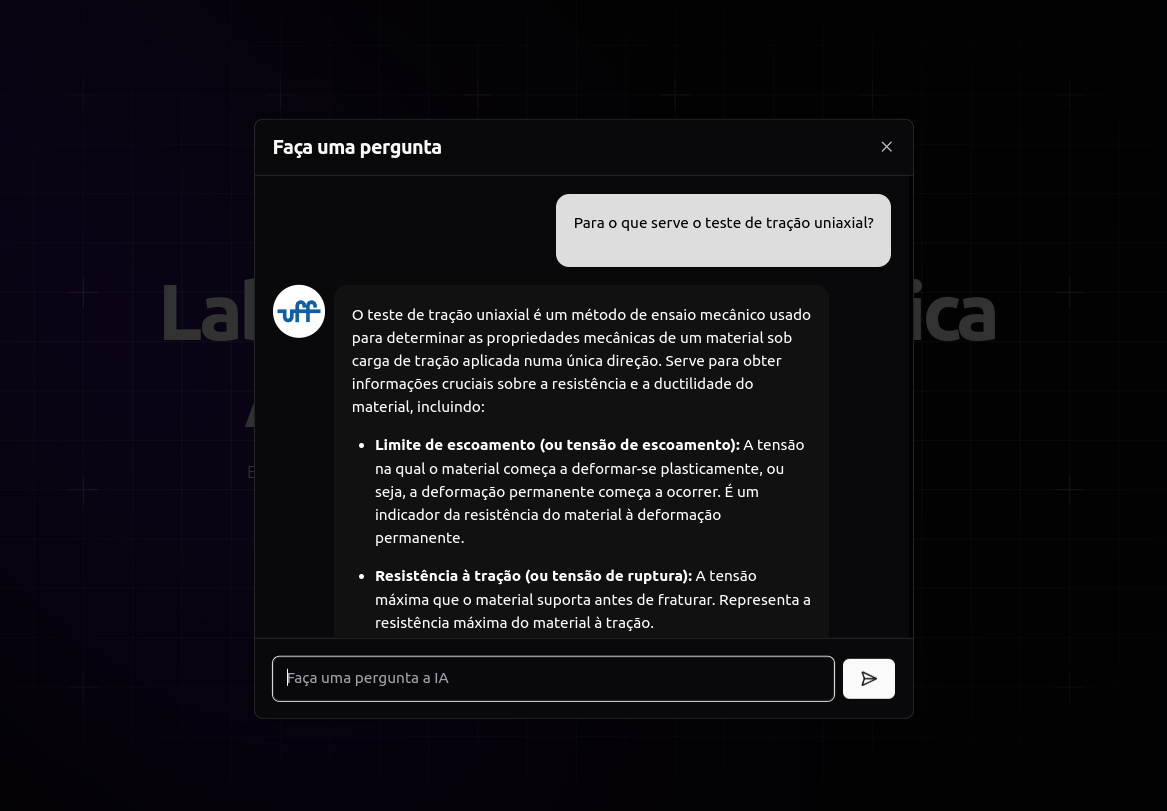 Faça uma pergunta
Para o que serve o teste de tração uniaxial?
uff
O teste de tração uniaxial é um método de ensaio mecânico usado
para determinar as propriedades mecânicas de um material sob
carga de tração aplicada numa única direção. Serve para obter
informações cruciais sobre a resistência e a ductilidade do
material, incluindo:
• Limite de escoamento (ou tensão de escoamento): A tensão
na qual o material começa a deformar-se plasticamente, ou
seja, a deformação permanente começa a ocorrer. É um
indicador da resistência do material à deformação
permanente.
• Resistência à tração (ou tensão de ruptura): A tensão
máxima que o material suporta antes de fraturar. Representa a
resistência máxima do material à tração.
Faça uma pergunta a IA